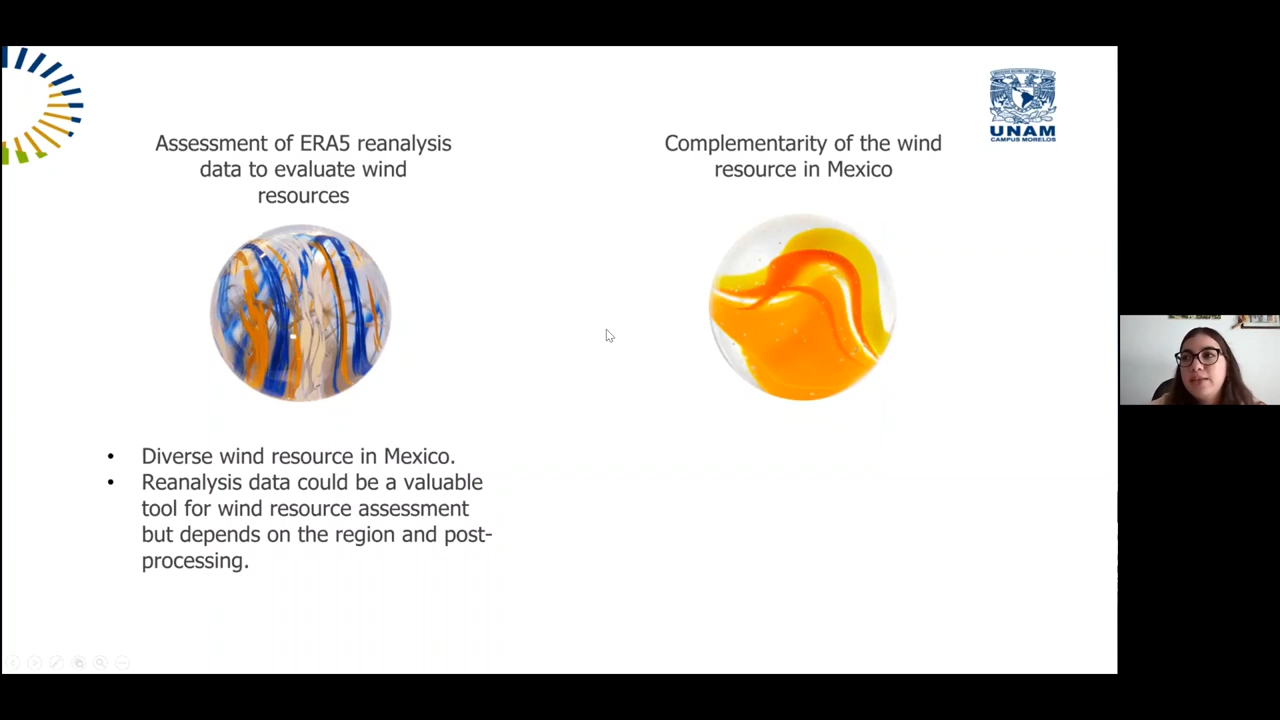 Assessment of ERA5 reanalysis
data to evaluate wind
resources
Complementarity of the wind
resource in Mexico
UNAM
CAMPUS MORELOS
• Diverse wind resource in Mexico.
• Reanalysis data could be a valuable
tool for wind resource assessment
but depends on the region and post-
processing.